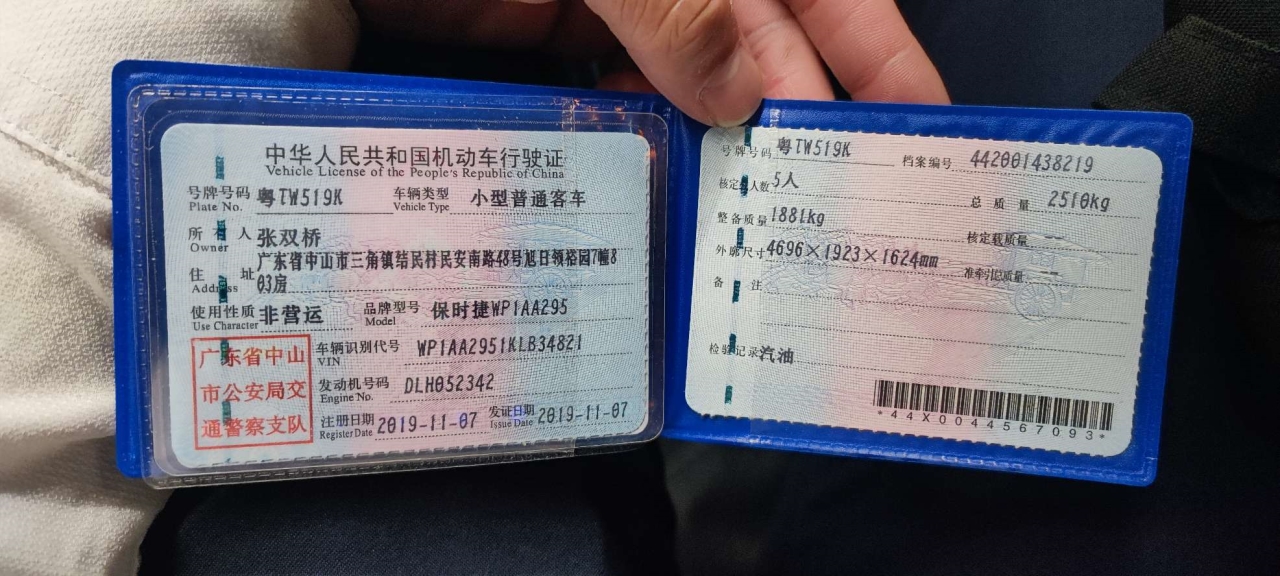 中华人民共和国机动车行驶证
Vehicle License of the People's Republic of China
号牌号码 粤TW519K 车辆类型 小型普通客车
Plate No. Vehicle Type
所有人 张双桥
Owner
住址 广东省中山市三角镇结民村民安南路48号旭日领裕园7幢8
Address 03房
使用性质 非营运 品牌型号 保时捷WP1AA295
Use Character Model
广东省中山
市公安局交
通警察支队
车辆识别代号 WP1AA2951KLB34821
VIN
发动机号码 DLH052342
Engine No.
注册日期 2019-11-07 发证日期 2019-11-07
Register Date Issue Date
号牌号码 粤TW519K 档案编号 442001438219
核定载人数 5人 总质量 2510kg
整备质量 1881kg 核定载质量 --
外廓尺寸 4696×1923×1624mm 准牵引总质量 --
备注
检验记录 汽油
*44X0044567093*